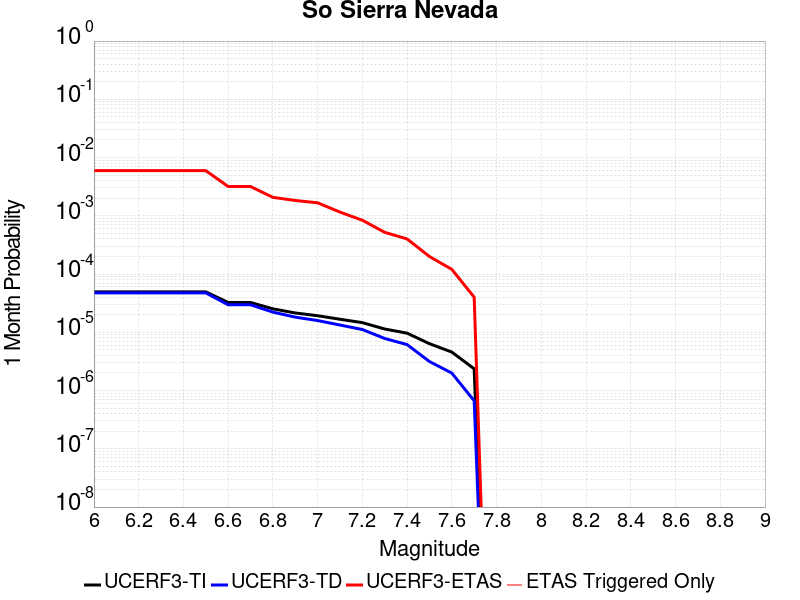 So Sierra Nevada
10^0
10^-1
10^-2
10^-3
10^-4
10^-5
10^-6
10^-7
10^-8
1 Month Probability
6 6.2 6.4 6.6 6.8 7 7.2 7.4 7.6 7.8 8 8.2 8.4 8.6 8.8 9
Magnitude
UCERF3-TI UCERF3-TD UCERF3-ETAS ETAS Triggered Only